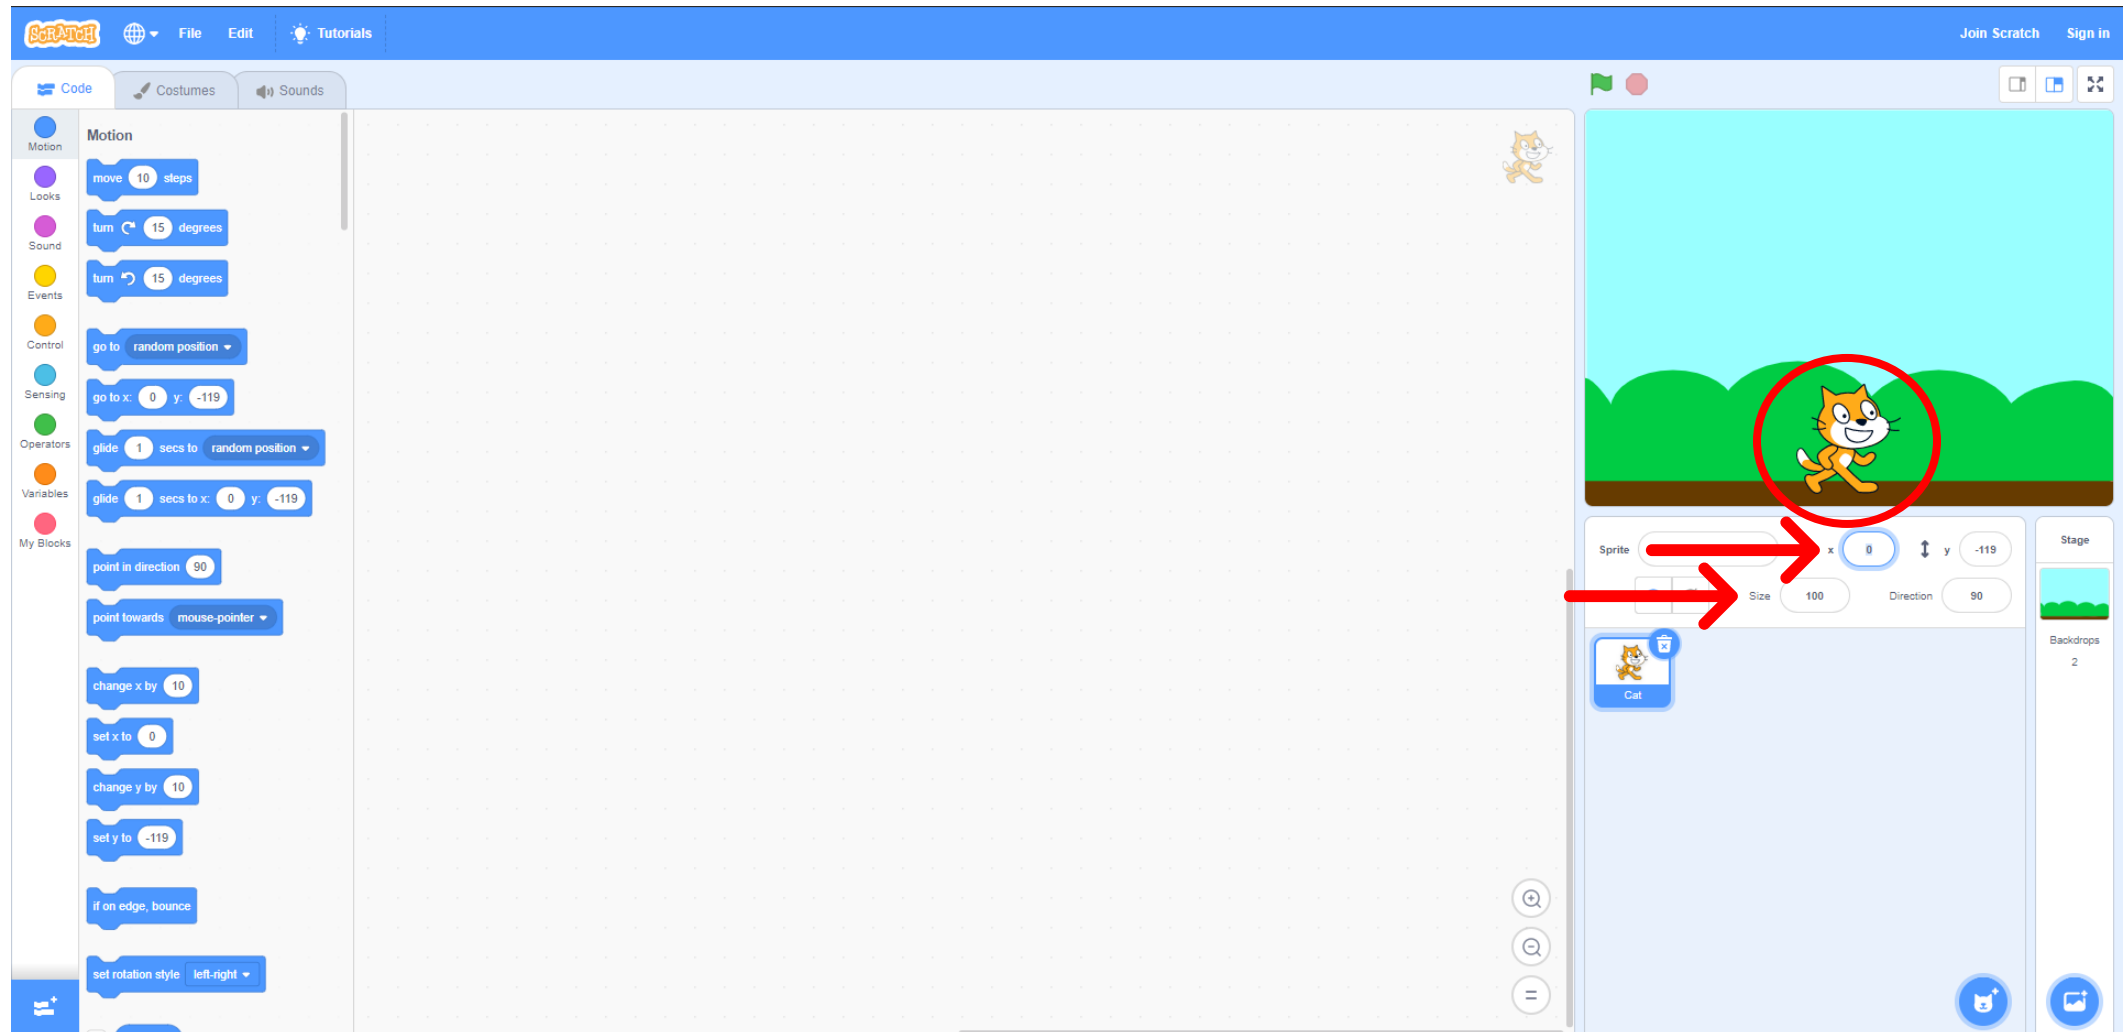 SCRATCH File Edit Tutorials Join Scratch Sign in
Code Costumes Sounds
Motion
Looks
Sound
Events
Control
Sensing
Operators
Variables
My Blocks
Motion
move 10 steps
turn 15 degrees
turn 15 degrees
go to random position
go to x: 0 y: -119
glide 1 secs to random position
glide 1 secs to x: 0 y: -119
point in direction 90
point towards mouse-pointer
change x by 10
set x to 0
change y by 10
set y to -119
if on edge, bounce
set rotation style left-right
Sprite x 0 y -119
Size 100 Direction 90
Cat
Stage
Backdrops
2